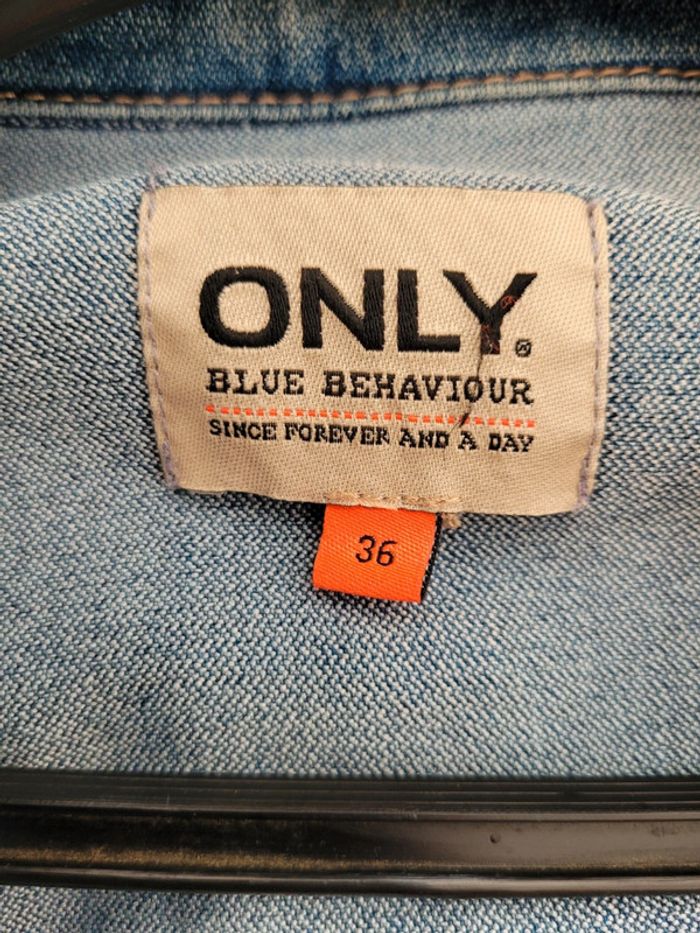 ONLY.
BLUE BEHAVIOUR
SINCE FOREVER AND A DAY
36